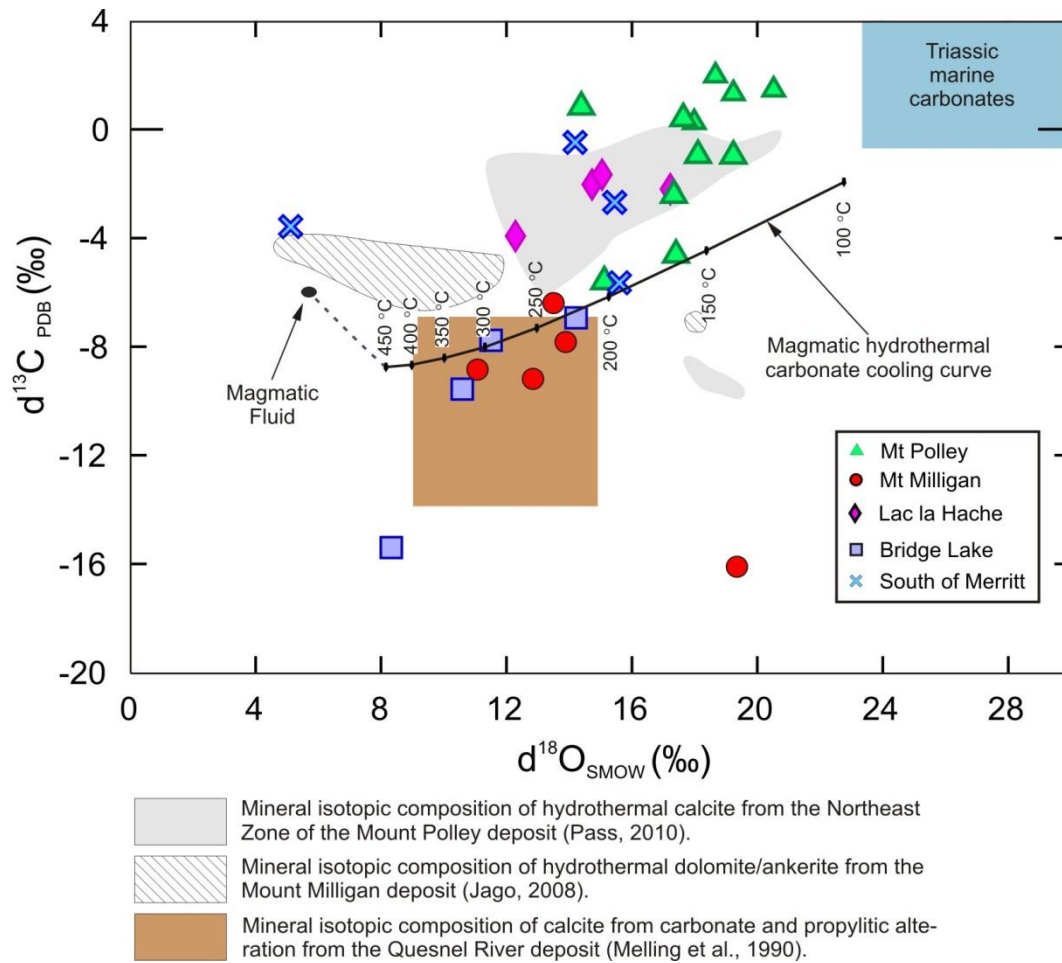 4
0
-4
-8
-12
-16
-20
d¹³C PDB (‰)
Triassic
marine
carbonates
100 °C
150 °C
200 °C
250 °C
300 °C
350 °C
400 °C
450 °C
Magmatic
Fluid
Magmatic hydrothermal
carbonate cooling curve
Mt Polley
Mt Milligan
Lac la Hache
Bridge Lake
South of Merritt
0 4 8 12 16 20 24 28
d¹⁸O SMOW (‰)
Mineral isotopic composition of hydrothermal calcite from the Northeast
Zone of the Mount Polley deposit (Pass, 2010).
Mineral isotopic composition of hydrothermal dolomite/ankerite from the
Mount Milligan deposit (Jago, 2008).
Mineral isotopic composition of calcite from carbonate and propylitic alte-
ration from the Quesnel River deposit (Melling et al., 1990).